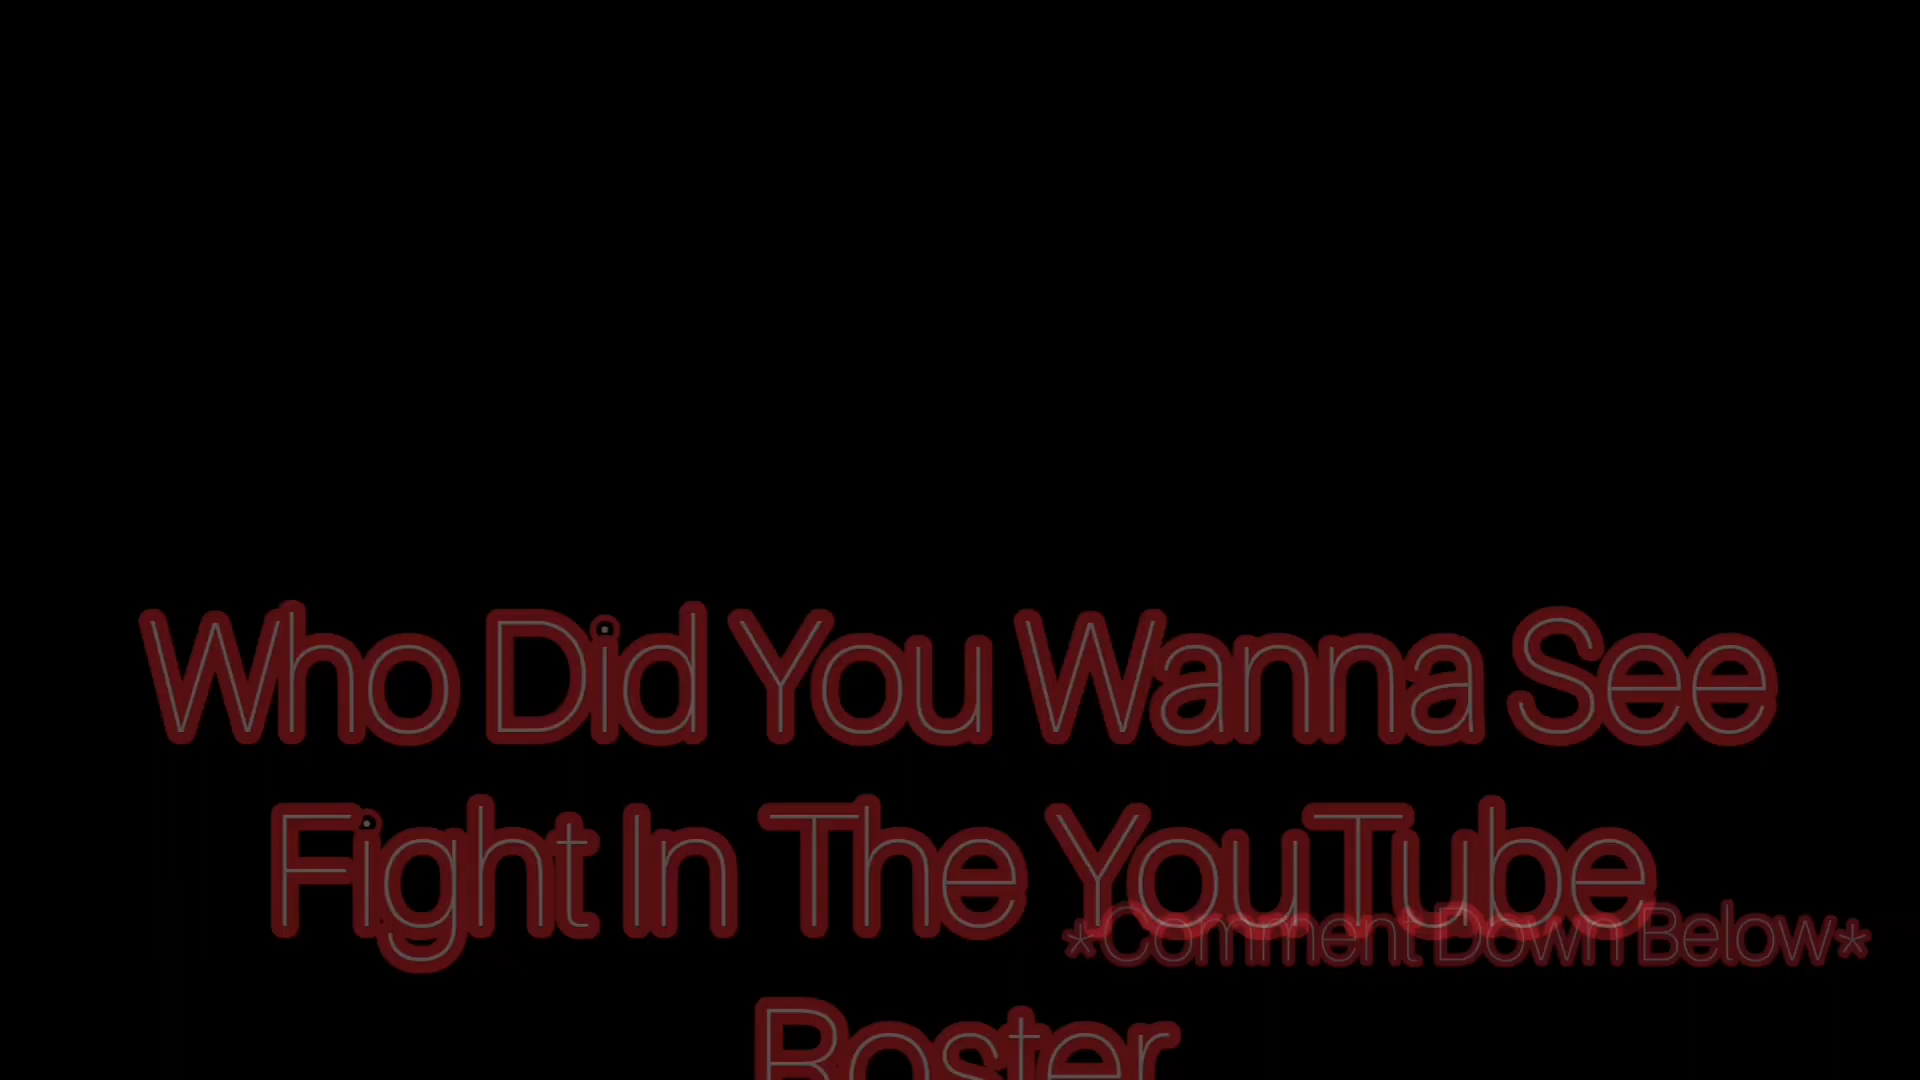 Who Did You Wanna See
Fight In The YouTube
*Comment Down Below*
Roster